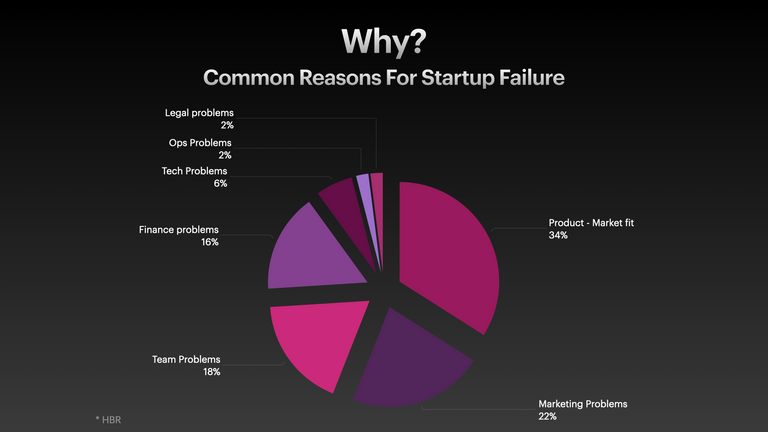 Why?
Common Reasons For Startup Failure
Legal problems
2%
Ops Problems
2%
Tech Problems
6%
Finance problems
16%
Product - Market fit
34%
Team Problems
18%
Marketing Problems
22%
* HBR